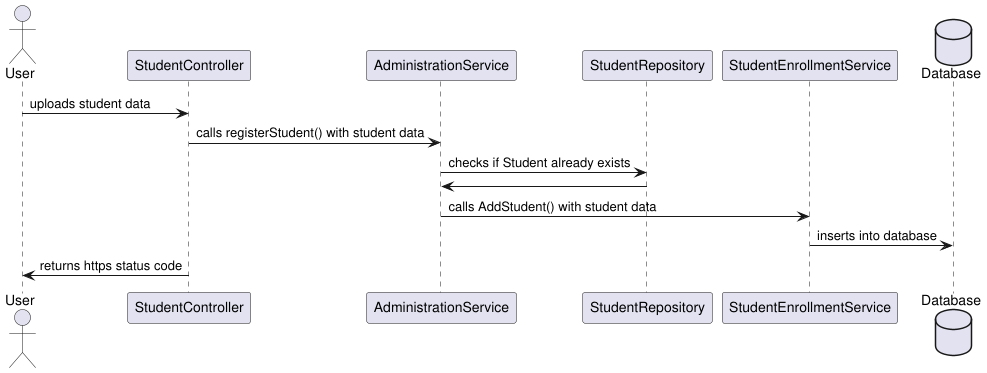 User
StudentController
AdministrationService
StudentRepository
StudentEnrollmentService
Database
uploads student data
calls registerStudent() with student data
checks if Student already exists
calls AddStudent() with student data
inserts into database
returns https status code
User
StudentController
AdministrationService
StudentRepository
StudentEnrollmentService
Database